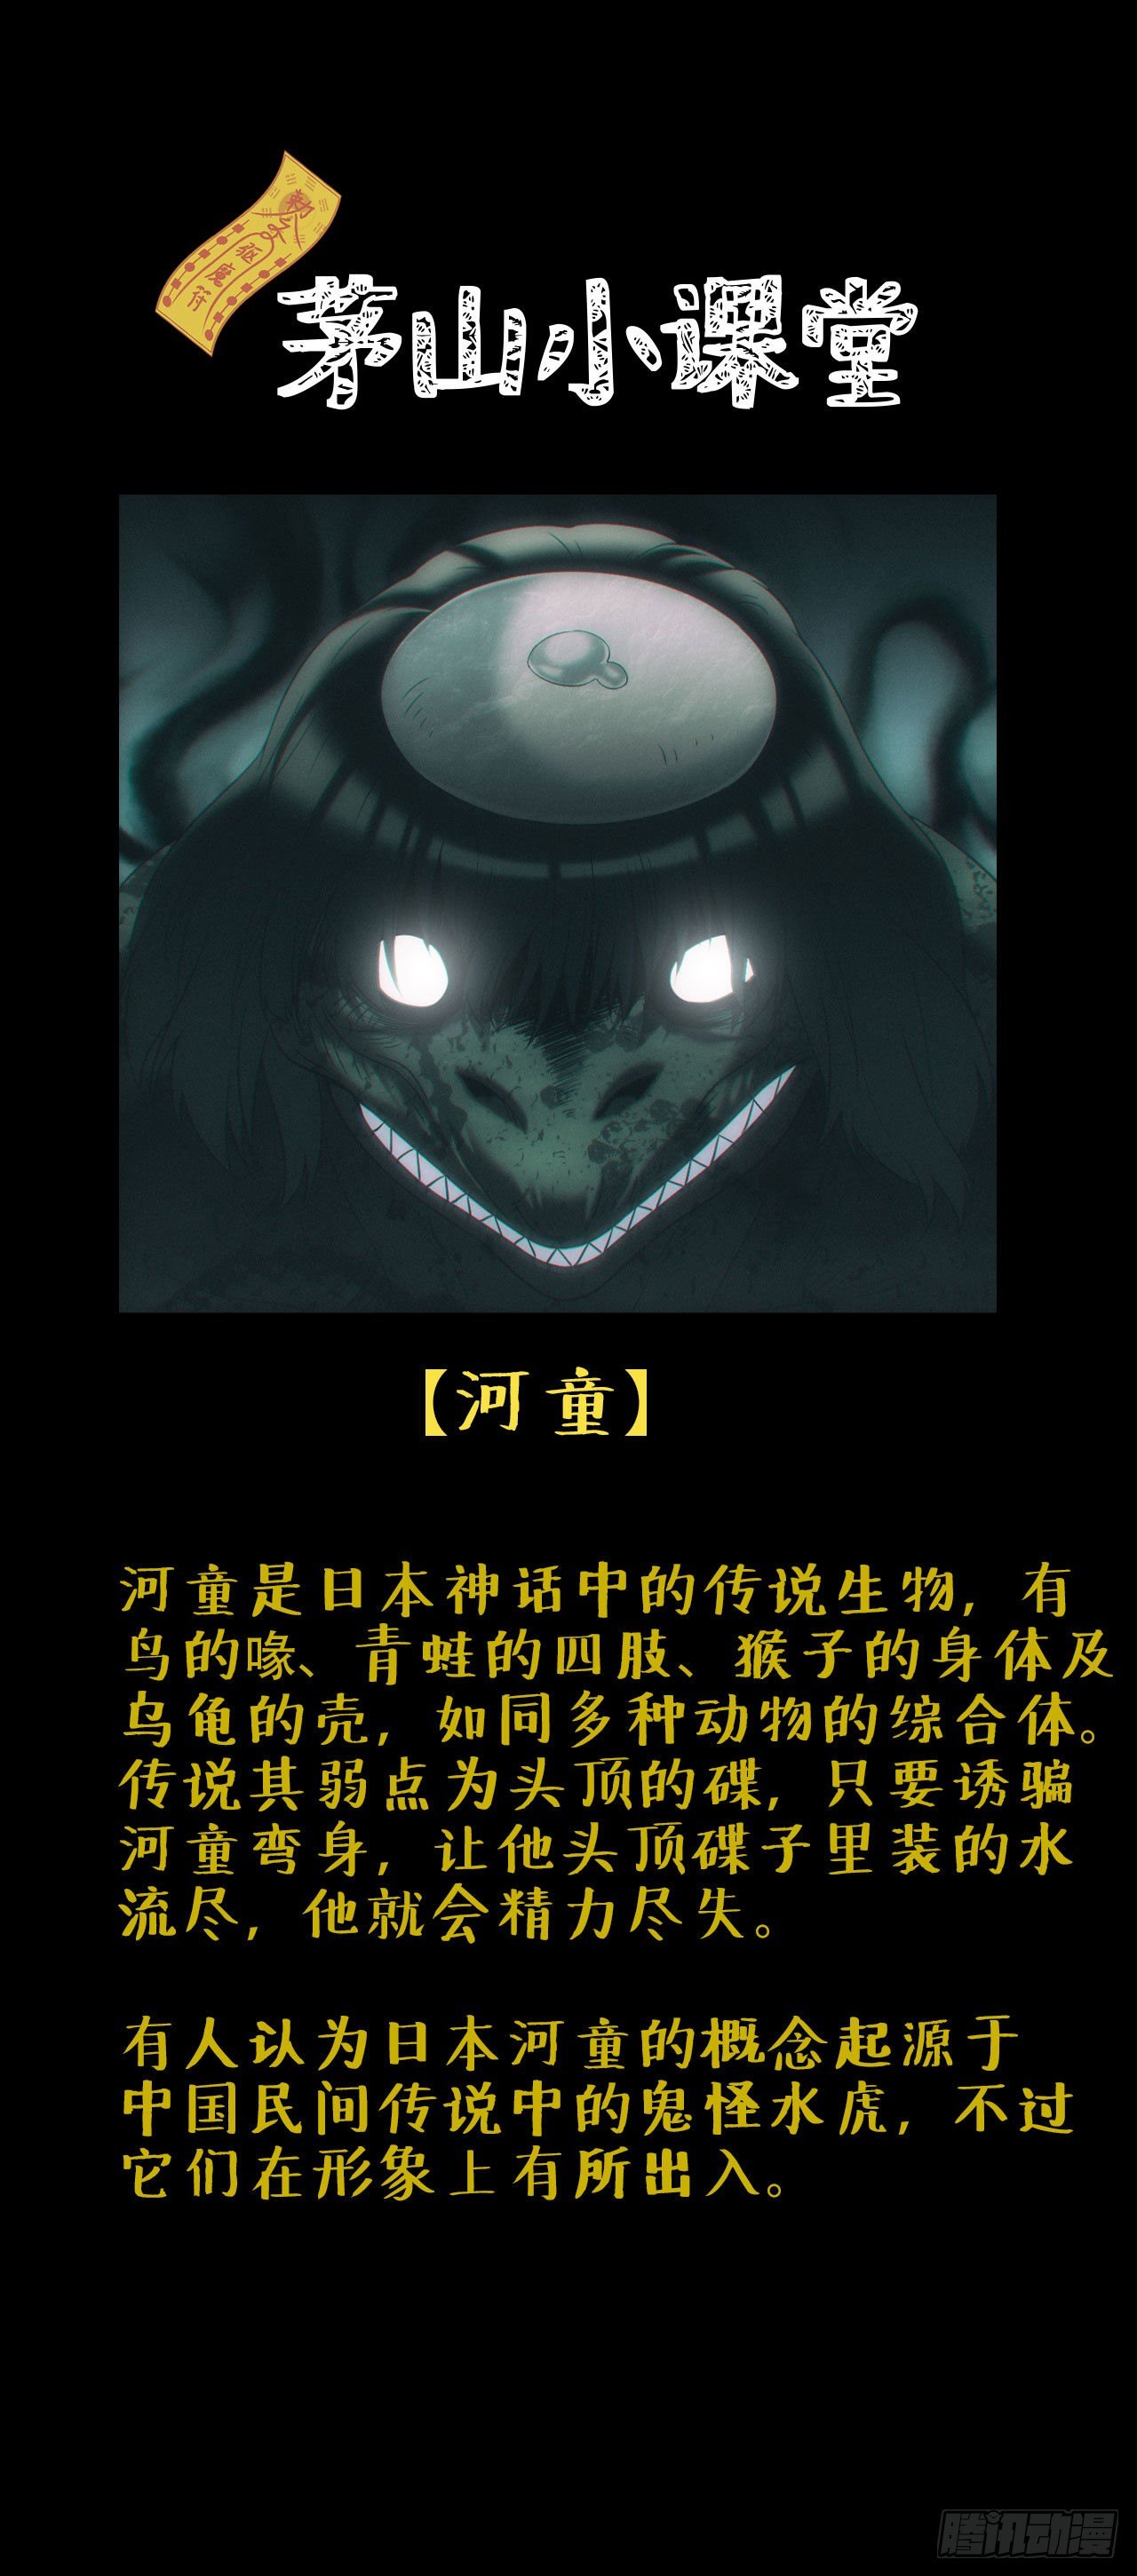 敕令
驱魔符
茅山小课堂
【河童】
河童是日本神话中的传说生物，有
鸟的喙、青蛙的四肢、猴子的身体及
乌龟的壳，如同多种动物的综合体。
传说其弱点为头顶的碟，只要诱骗
河童弯身，让他头顶碟子里装的水
流尽，他就会精力尽失。
有人认为日本河童的概念起源于
中国民间传说中的鬼怪水虎，不过
它们在形象上有所出入。
腾讯动漫